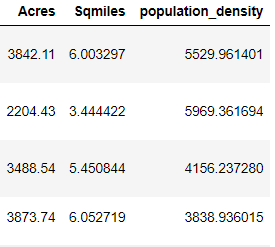 Acres Sqmiles population_density
3842.11 6.003297 5529.961401
2204.43 3.444422 5969.361694
3488.54 5.450844 4156.237280
3873.74 6.052719 3838.936015